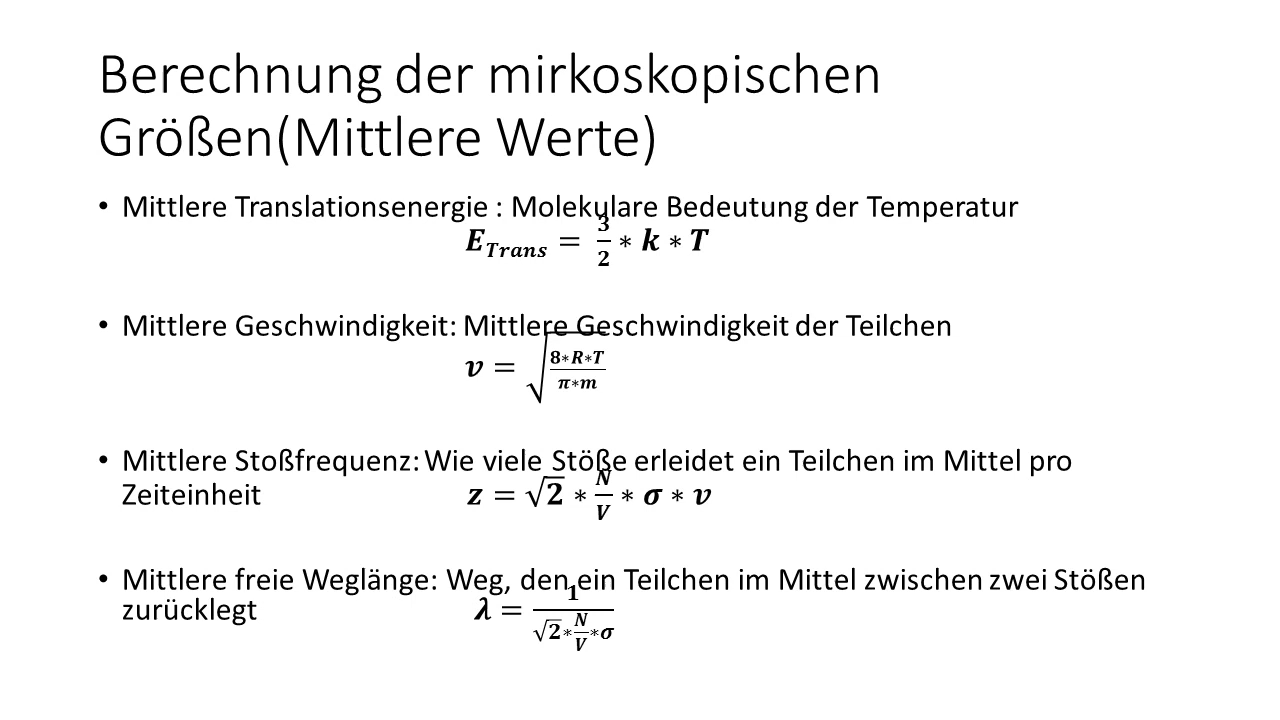 Berechnung der mirkoskopischen
Größen(Mittlere Werte)
• Mittlere Translationsenergie : Molekulare Bedeutung der Temperatur
E_Trans = 3/2 ∗ k ∗ T
• Mittlere Geschwindigkeit: Mittlere Geschwindigkeit der Teilchen
v = √(8∗R∗T / π∗m)
• Mittlere Stoßfrequenz: Wie viele Stöße erleidet ein Teilchen im Mittel pro
Zeiteinheit z = √2 ∗ N/V ∗ σ ∗ v
• Mittlere freie Weglänge: Weg, den ein Teilchen im Mittel zwischen zwei Stößen
zurücklegt λ = 1 / (√2∗N/V∗σ)